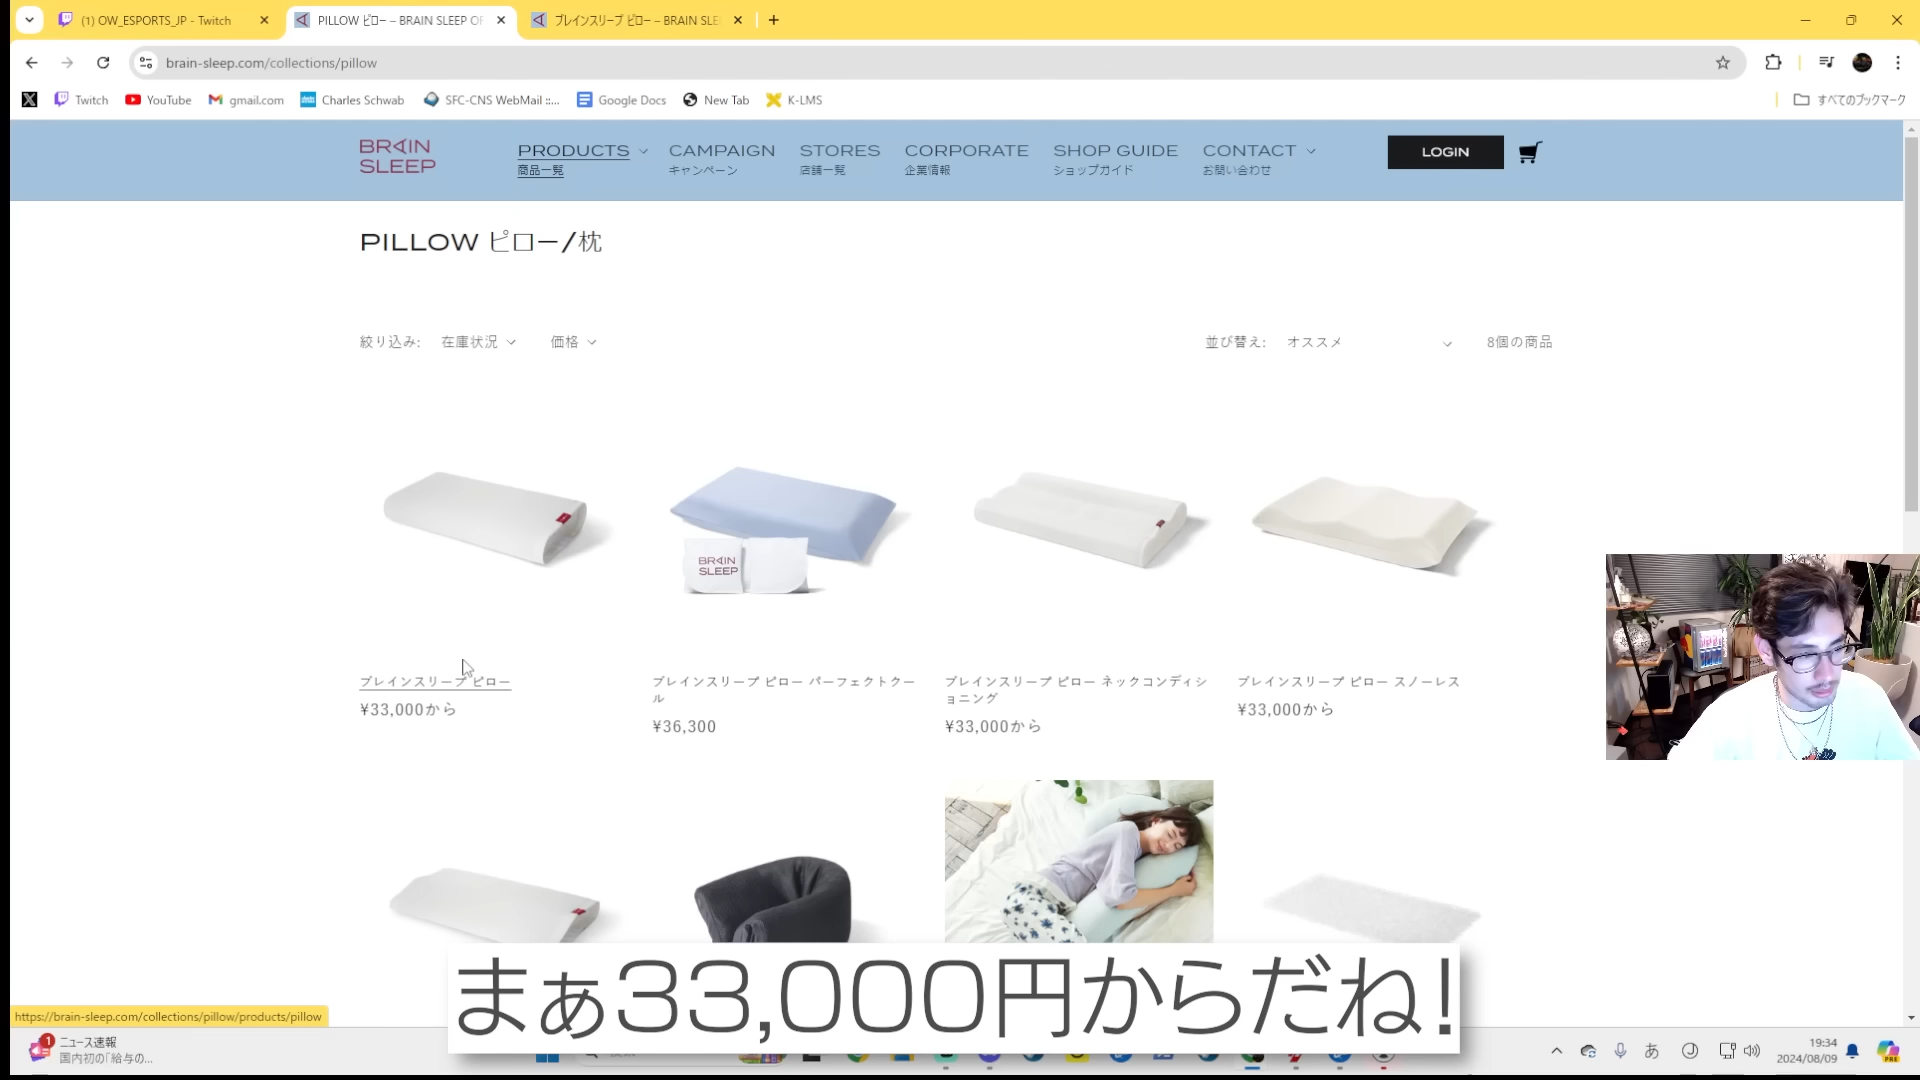 (1) OW_ESPORTS_JP - Twitch
PILLOW ピロー – BRAIN SLEEP OF
ブレインスリープ ピロー – BRAIN SLE
brain-sleep.com/collections/pillow
Twitch YouTube gmail.com Charles Schwab SFC-CNS WebMail ::... Google Docs New Tab K-LMS すべてのブックマーク
BRAIN
SLEEP
PRODUCTS CAMPAIGN STORES CORPORATE SHOP GUIDE CONTACT LOGIN
商品一覧 キャンペーン 店舗一覧 企業情報 ショップガイド お問い合わせ
PILLOW ピロー/枕
絞り込み: 在庫状況 価格 並び替え: オススメ 8個の商品
BRAIN
SLEEP
ブレインスリープ ピロー
¥33,000から
ブレインスリープ ピロー パーフェクトクー
ル
¥36,300
ブレインスリープ ピロー ネックコンディシ
ョニング
¥33,000から
ブレインスリープ ピロー スノーレス
¥33,000から
まぁ33,000円からだね!
https://brain-sleep.com/collections/pillow/products/pillow
1
ニュース速報
国内初の「給与の...
あ
19:34
2024/08/09